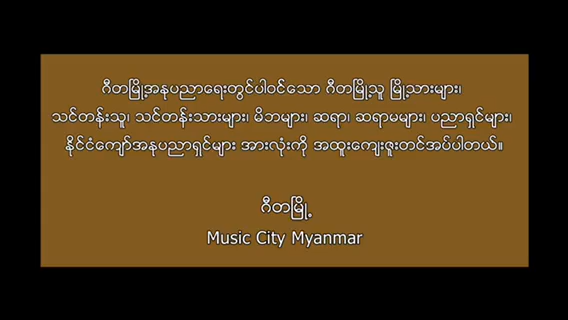 ဂီတမြို့အနုပညာရေးတွင်ပါဝင်သော ဂီတမြို့သူ မြို့သားများ၊
သင်တန်းသူ၊ သင်တန်းသားများ၊ မိဘများ၊ ဆရာ၊ ဆရာမများ၊ ပညာရှင်များ၊
နိုင်ငံကျော်အနုပညာရှင်များ အားလုံးကို အထူးကျေးဇူးတင်အပ်ပါတယ်။
ဂီတမြို့
Music City Myanmar